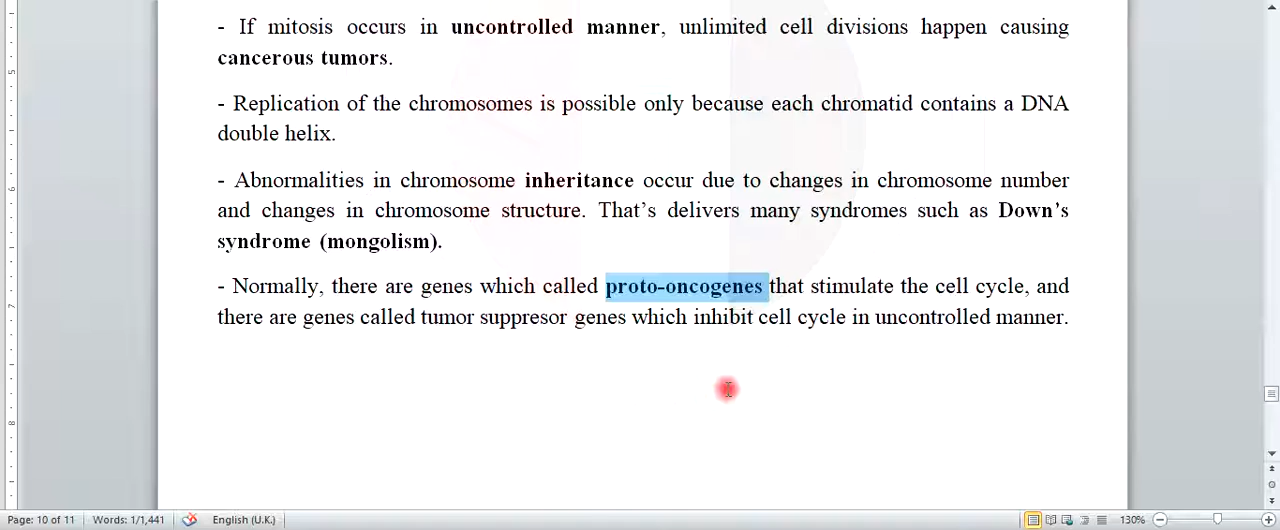 - If mitosis occurs in uncontrolled manner, unlimited cell divisions happen causing
cancerous tumors.
- Replication of the chromosomes is possible only because each chromatid contains a DNA
double helix.
- Abnormalities in chromosome inheritance occur due to changes in chromosome number
and changes in chromosome structure. That's delivers many syndromes such as Down's
syndrome (mongolism).
- Normally, there are genes which called proto-oncogenes that stimulate the cell cycle, and
there are genes called tumor suppresor genes which inhibit cell cycle in uncontrolled manner.
5
6
7
8
Page: 10 of 11 Words: 1/1,441 English (U.K.) 130%